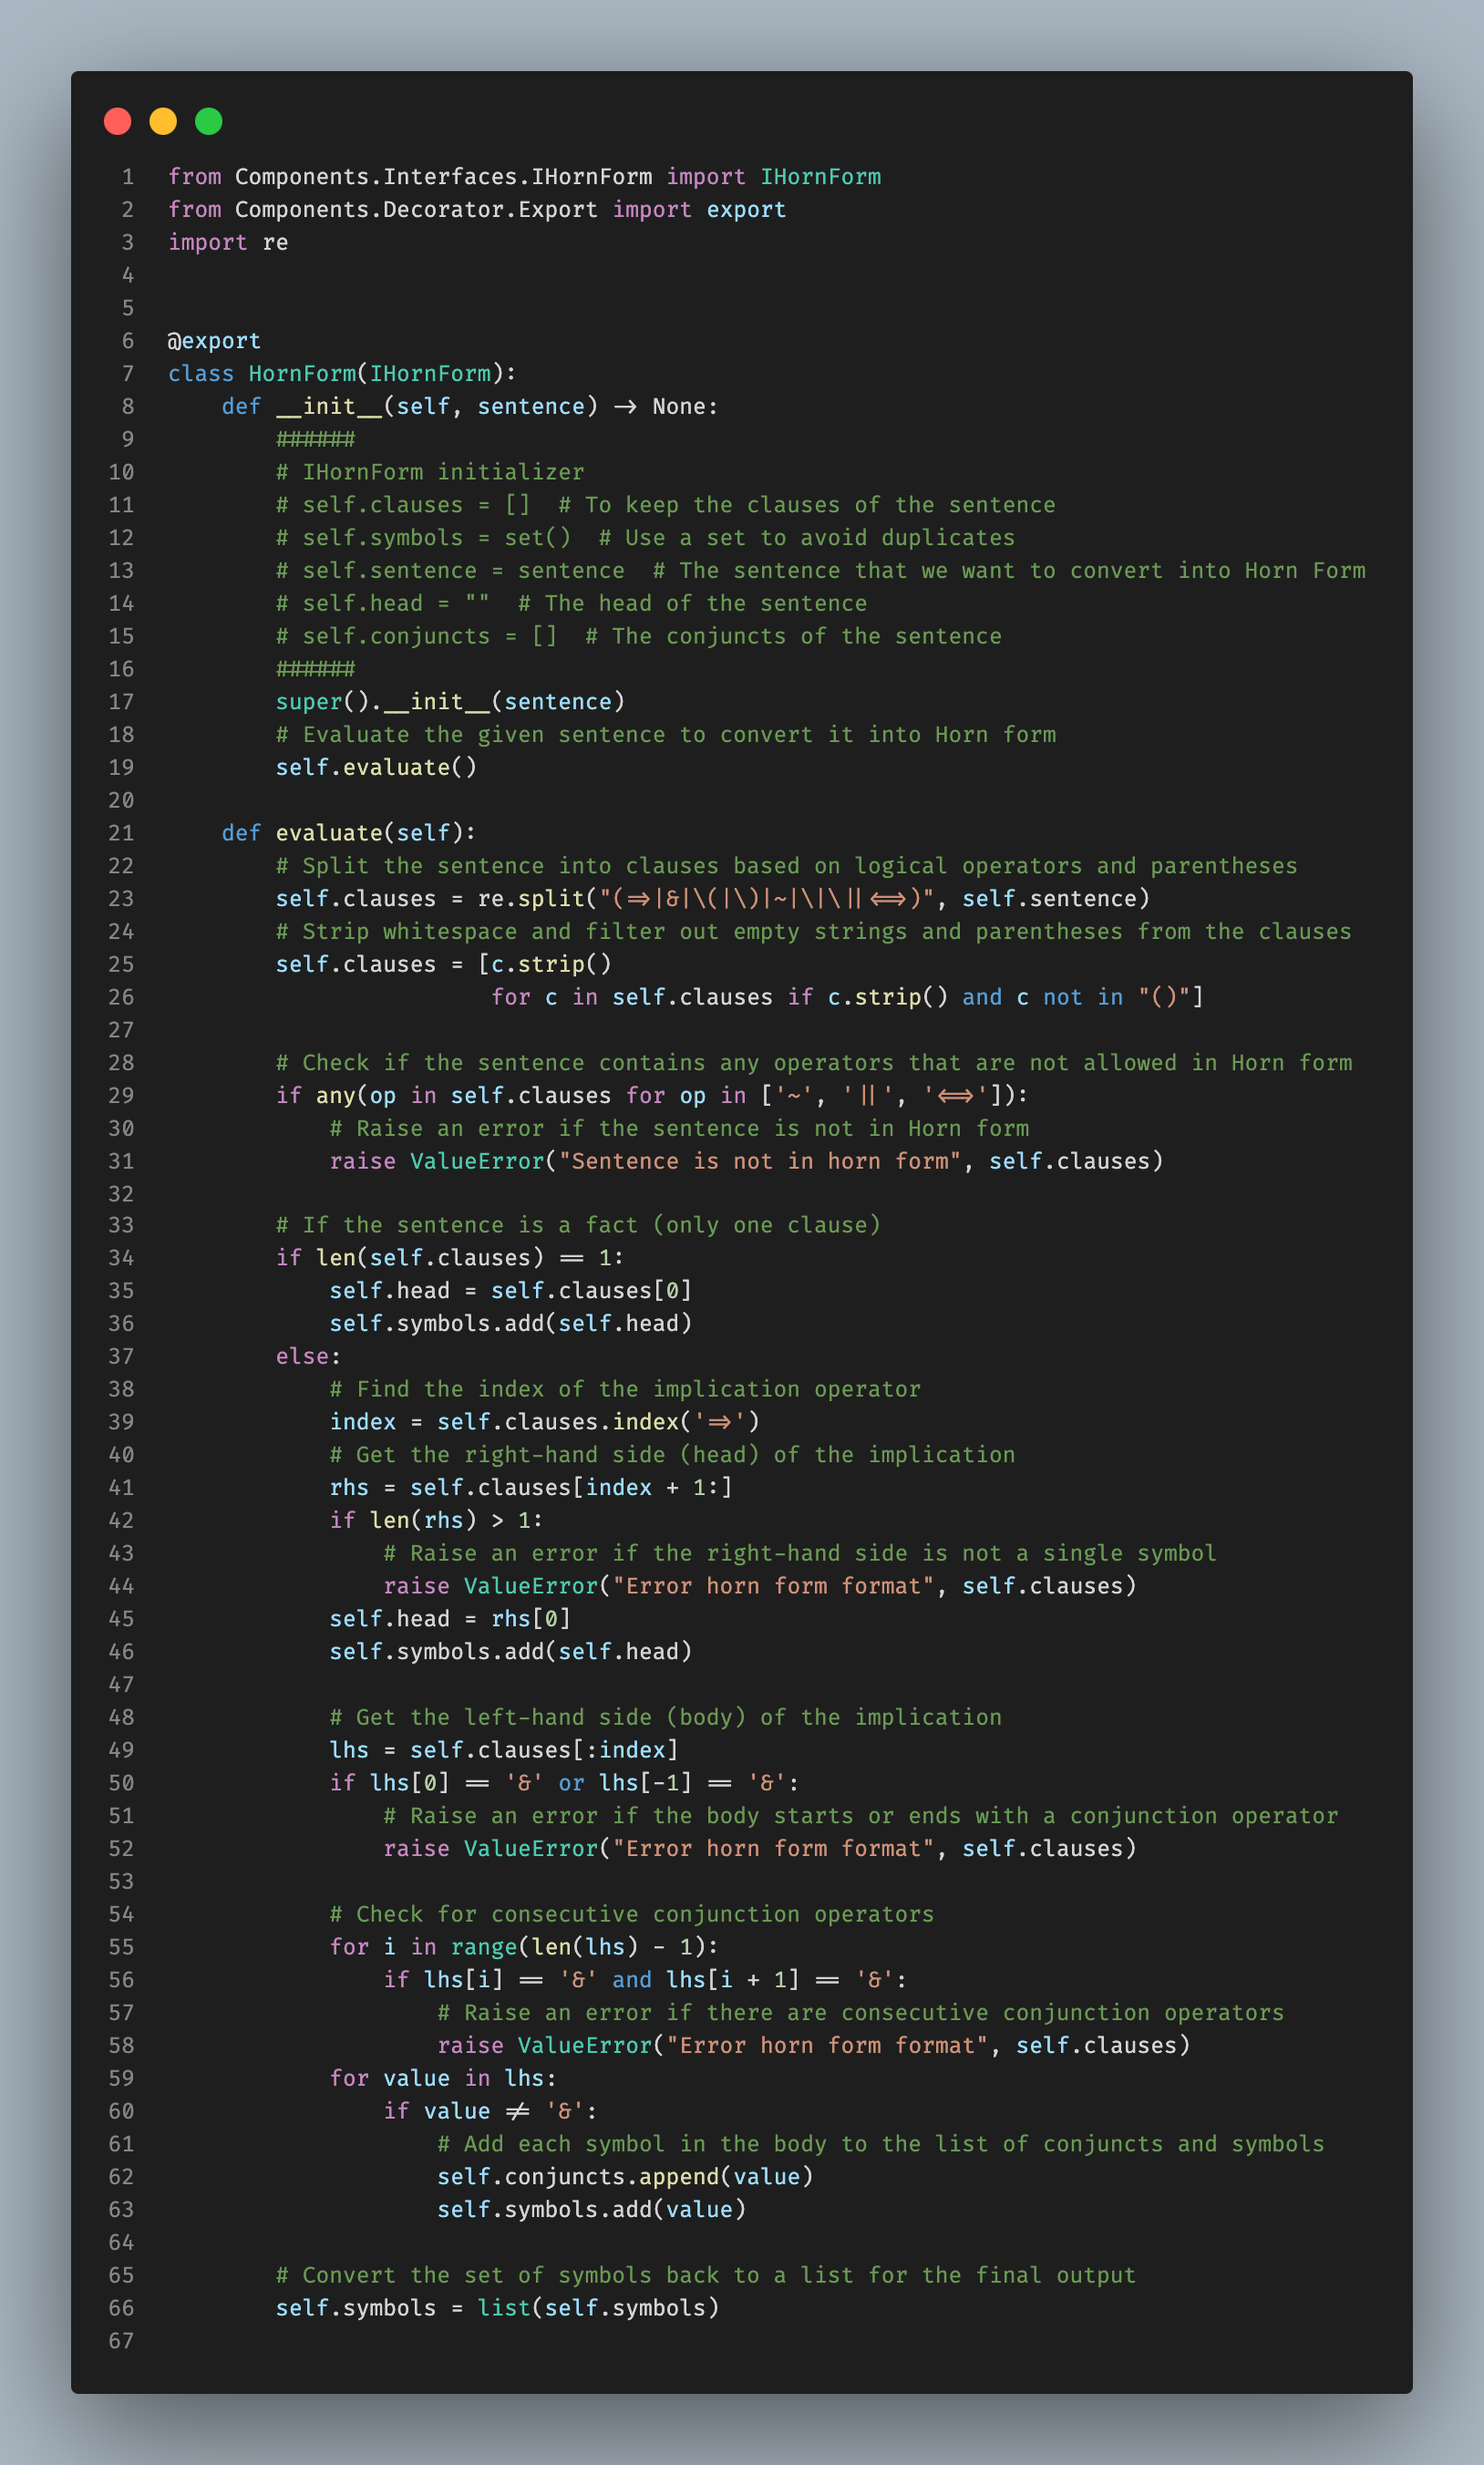 1 from Components.Interfaces.IHornForm import IHornForm
2 from Components.Decorator.Export import export
3 import re
4
5
6 @export
7 class HornForm(IHornForm):
8     def __init__(self, sentence) -> None:
9         ######
10         # IHornForm initializer
11         # self.clauses = []  # To keep the clauses of the sentence
12         # self.symbols = set()  # Use a set to avoid duplicates
13         # self.sentence = sentence  # The sentence that we want to convert into Horn Form
14         # self.head = ""  # The head of the sentence
15         # self.conjuncts = []  # The conjuncts of the sentence
16         ######
17         super().__init__(sentence)
18         # Evaluate the given sentence to convert it into Horn form
19         self.evaluate()
20
21     def evaluate(self):
22         # Split the sentence into clauses based on logical operators and parentheses
23         self.clauses = re.split("(=>|&|\(|\)|~|\|\||<=>)", self.sentence)
24         # Strip whitespace and filter out empty strings and parentheses from the clauses
25         self.clauses = [c.strip()
26                         for c in self.clauses if c.strip() and c not in "()"]
27
28         # Check if the sentence contains any operators that are not allowed in Horn form
29         if any(op in self.clauses for op in ['~', '||', '<=>']):
30             # Raise an error if the sentence is not in Horn form
31             raise ValueError("Sentence is not in horn form", self.clauses)
32
33         # If the sentence is a fact (only one clause)
34         if len(self.clauses) == 1:
35             self.head = self.clauses[0]
36             self.symbols.add(self.head)
37         else:
38             # Find the index of the implication operator
39             index = self.clauses.index('=>')
40             # Get the right-hand side (head) of the implication
41             rhs = self.clauses[index + 1:]
42             if len(rhs) > 1:
43                 # Raise an error if the right-hand side is not a single symbol
44                 raise ValueError("Error horn form format", self.clauses)
45             self.head = rhs[0]
46             self.symbols.add(self.head)
47
48             # Get the left-hand side (body) of the implication
49             lhs = self.clauses[:index]
50             if lhs[0] == '&' or lhs[-1] == '&':
51                 # Raise an error if the body starts or ends with a conjunction operator
52                 raise ValueError("Error horn form format", self.clauses)
53
54             # Check for consecutive conjunction operators
55             for i in range(len(lhs) - 1):
56                 if lhs[i] == '&' and lhs[i + 1] == '&':
57                     # Raise an error if there are consecutive conjunction operators
58                     raise ValueError("Error horn form format", self.clauses)
59             for value in lhs:
60                 if value != '&':
61                     # Add each symbol in the body to the list of conjuncts and symbols
62                     self.conjuncts.append(value)
63                     self.symbols.add(value)
64
65         # Convert the set of symbols back to a list for the final output
66         self.symbols = list(self.symbols)
67